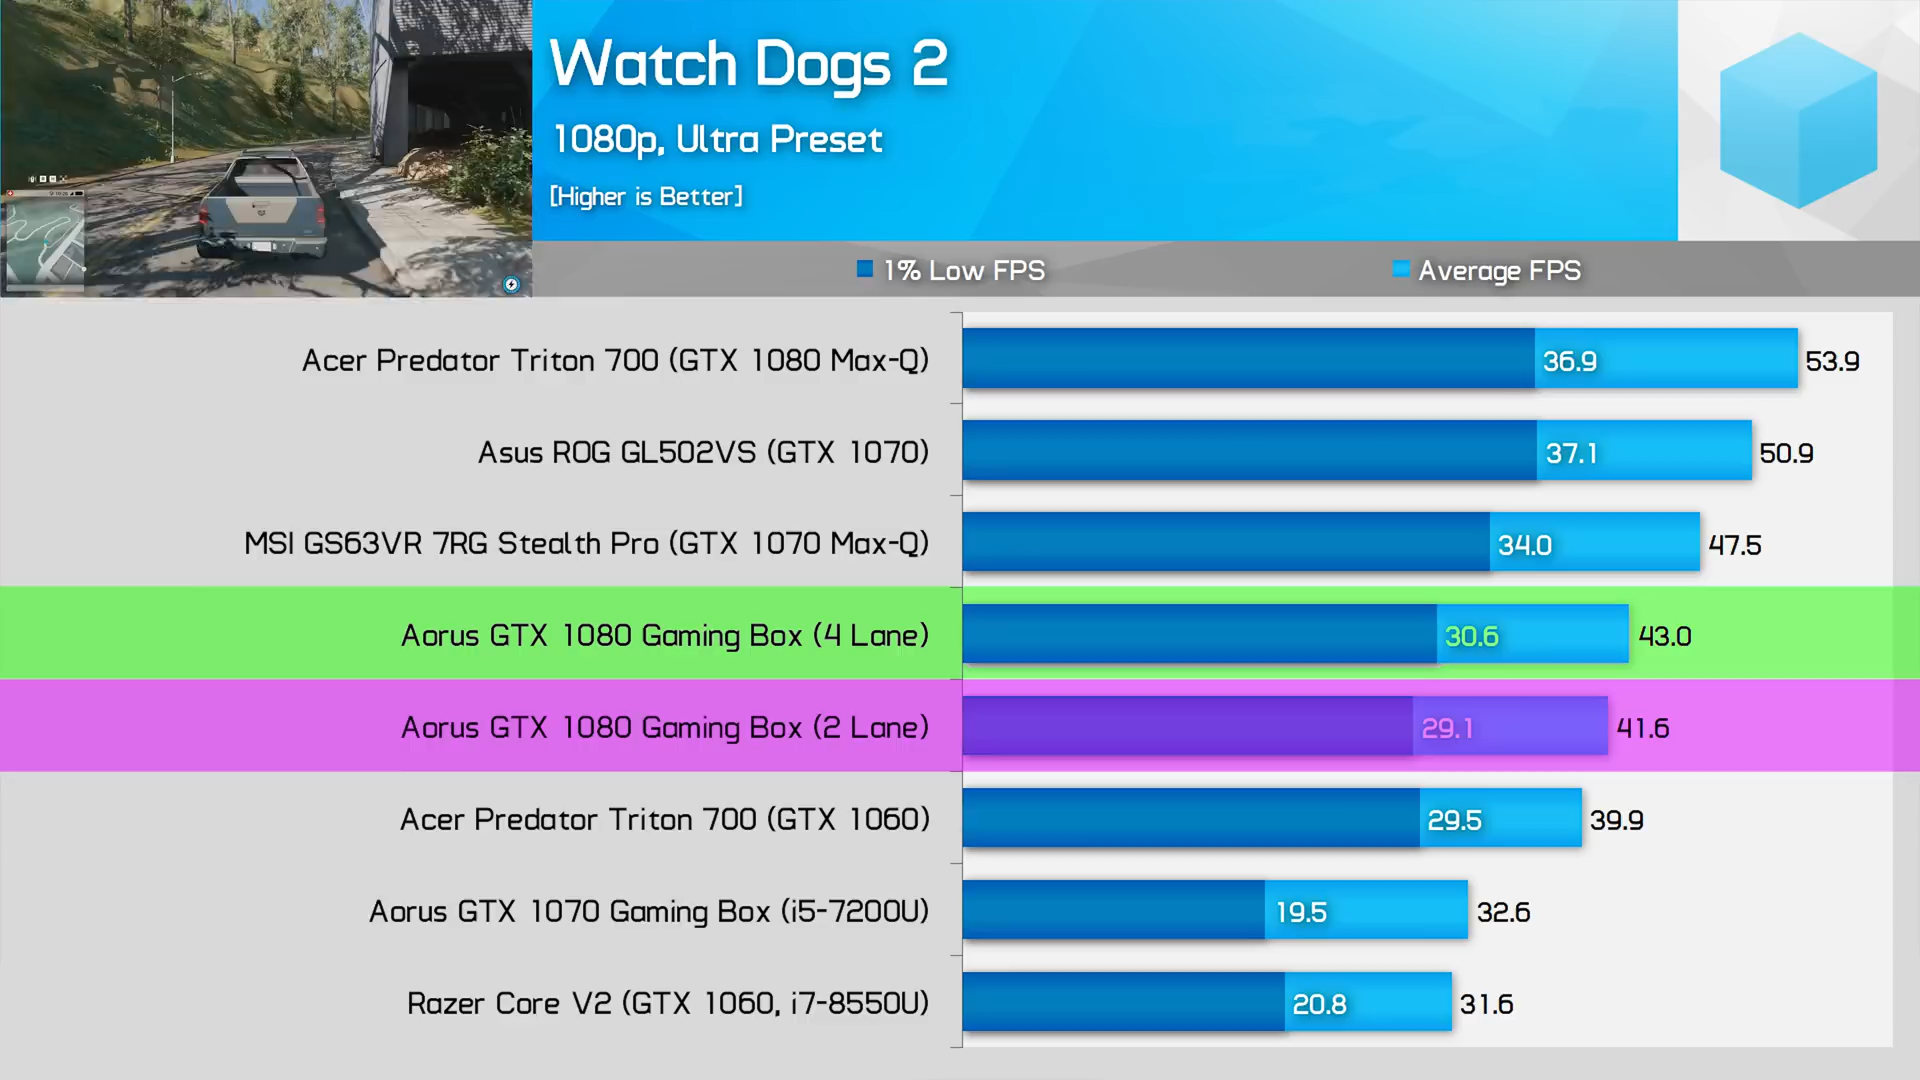 Watch Dogs 2
1080p, Ultra Preset
[Higher is Better]
1% Low FPS
Average FPS
Acer Predator Triton 700 (GTX 1080 Max-Q)
36.9
53.9
Asus ROG GL502VS (GTX 1070)
37.1
50.9
MSI GS63VR 7RG Stealth Pro (GTX 1070 Max-Q)
34.0
47.5
Aorus GTX 1080 Gaming Box (4 Lane)
30.6
43.0
Aorus GTX 1080 Gaming Box (2 Lane)
29.1
41.6
Acer Predator Triton 700 (GTX 1060)
29.5
39.9
Aorus GTX 1070 Gaming Box (i5-7200U)
19.5
32.6
Razer Core V2 (GTX 1060, i7-8550U)
20.8
31.6